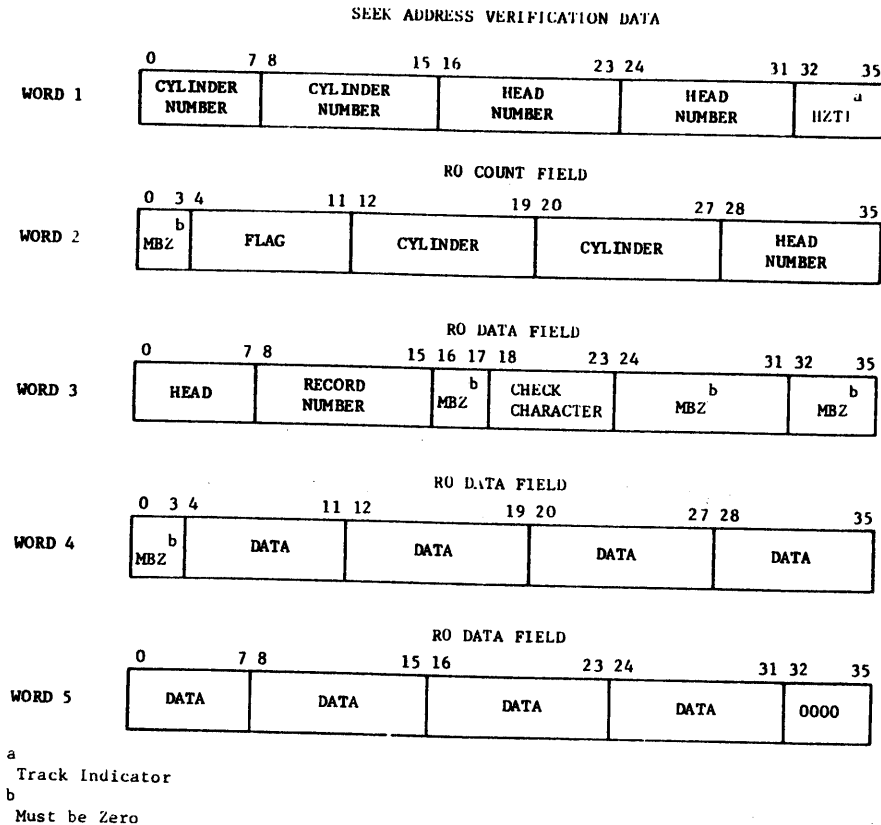 SEEK ADDRESS VERIFICATION DATA
0 7 8 15 16 23 24 31 32 35
WORD 1 CYLINDER NUMBER CYLINDER NUMBER HEAD NUMBER HEAD NUMBER a
RO COUNT FIELD
0 3 4 11 12 19 20 27 28 35
WORD 2 MBZ b FLAG CYLINDER CYLINDER HEAD NUMBER
RO DATA FIELD
0 7 8 15 16 17 18 23 24 31 32 35
WORD 3 HEAD RECORD NUMBER MBZ b CHECK CHARACTER MBZ b MBZ b
RO DATA FIELD
0 3 4 11 12 19 20 27 28 35
WORD 4 MBZ b DATA DATA DATA DATA
RO DATA FIELD
0 7 8 15 16 23 24 31 32 35
WORD 5 DATA DATA DATA DATA 0000
a
Track Indicator
b
Must be Zero